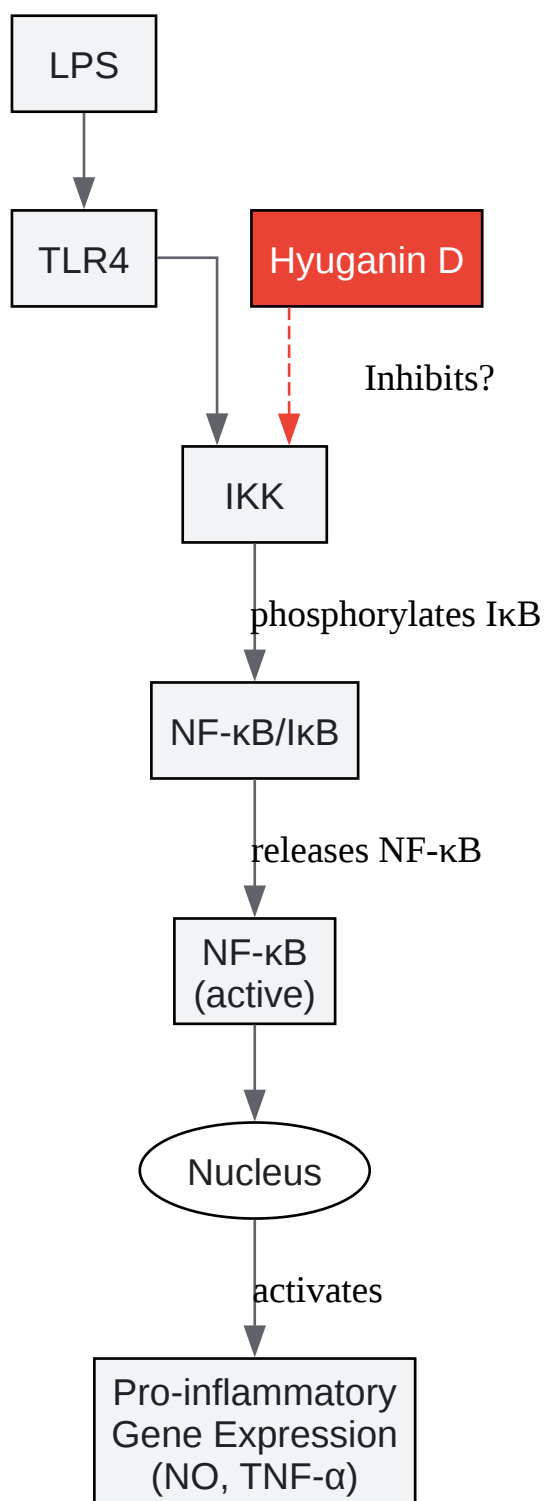 LPS
TLR4
Hyuganin D
Inhibits?
IKK
phosphorylates IκB
NF-κB/IκB
releases NF-κB
NF-κB
(active)
Nucleus
activates
Pro-inflammatory
Gene Expression
(NO, TNF-α)